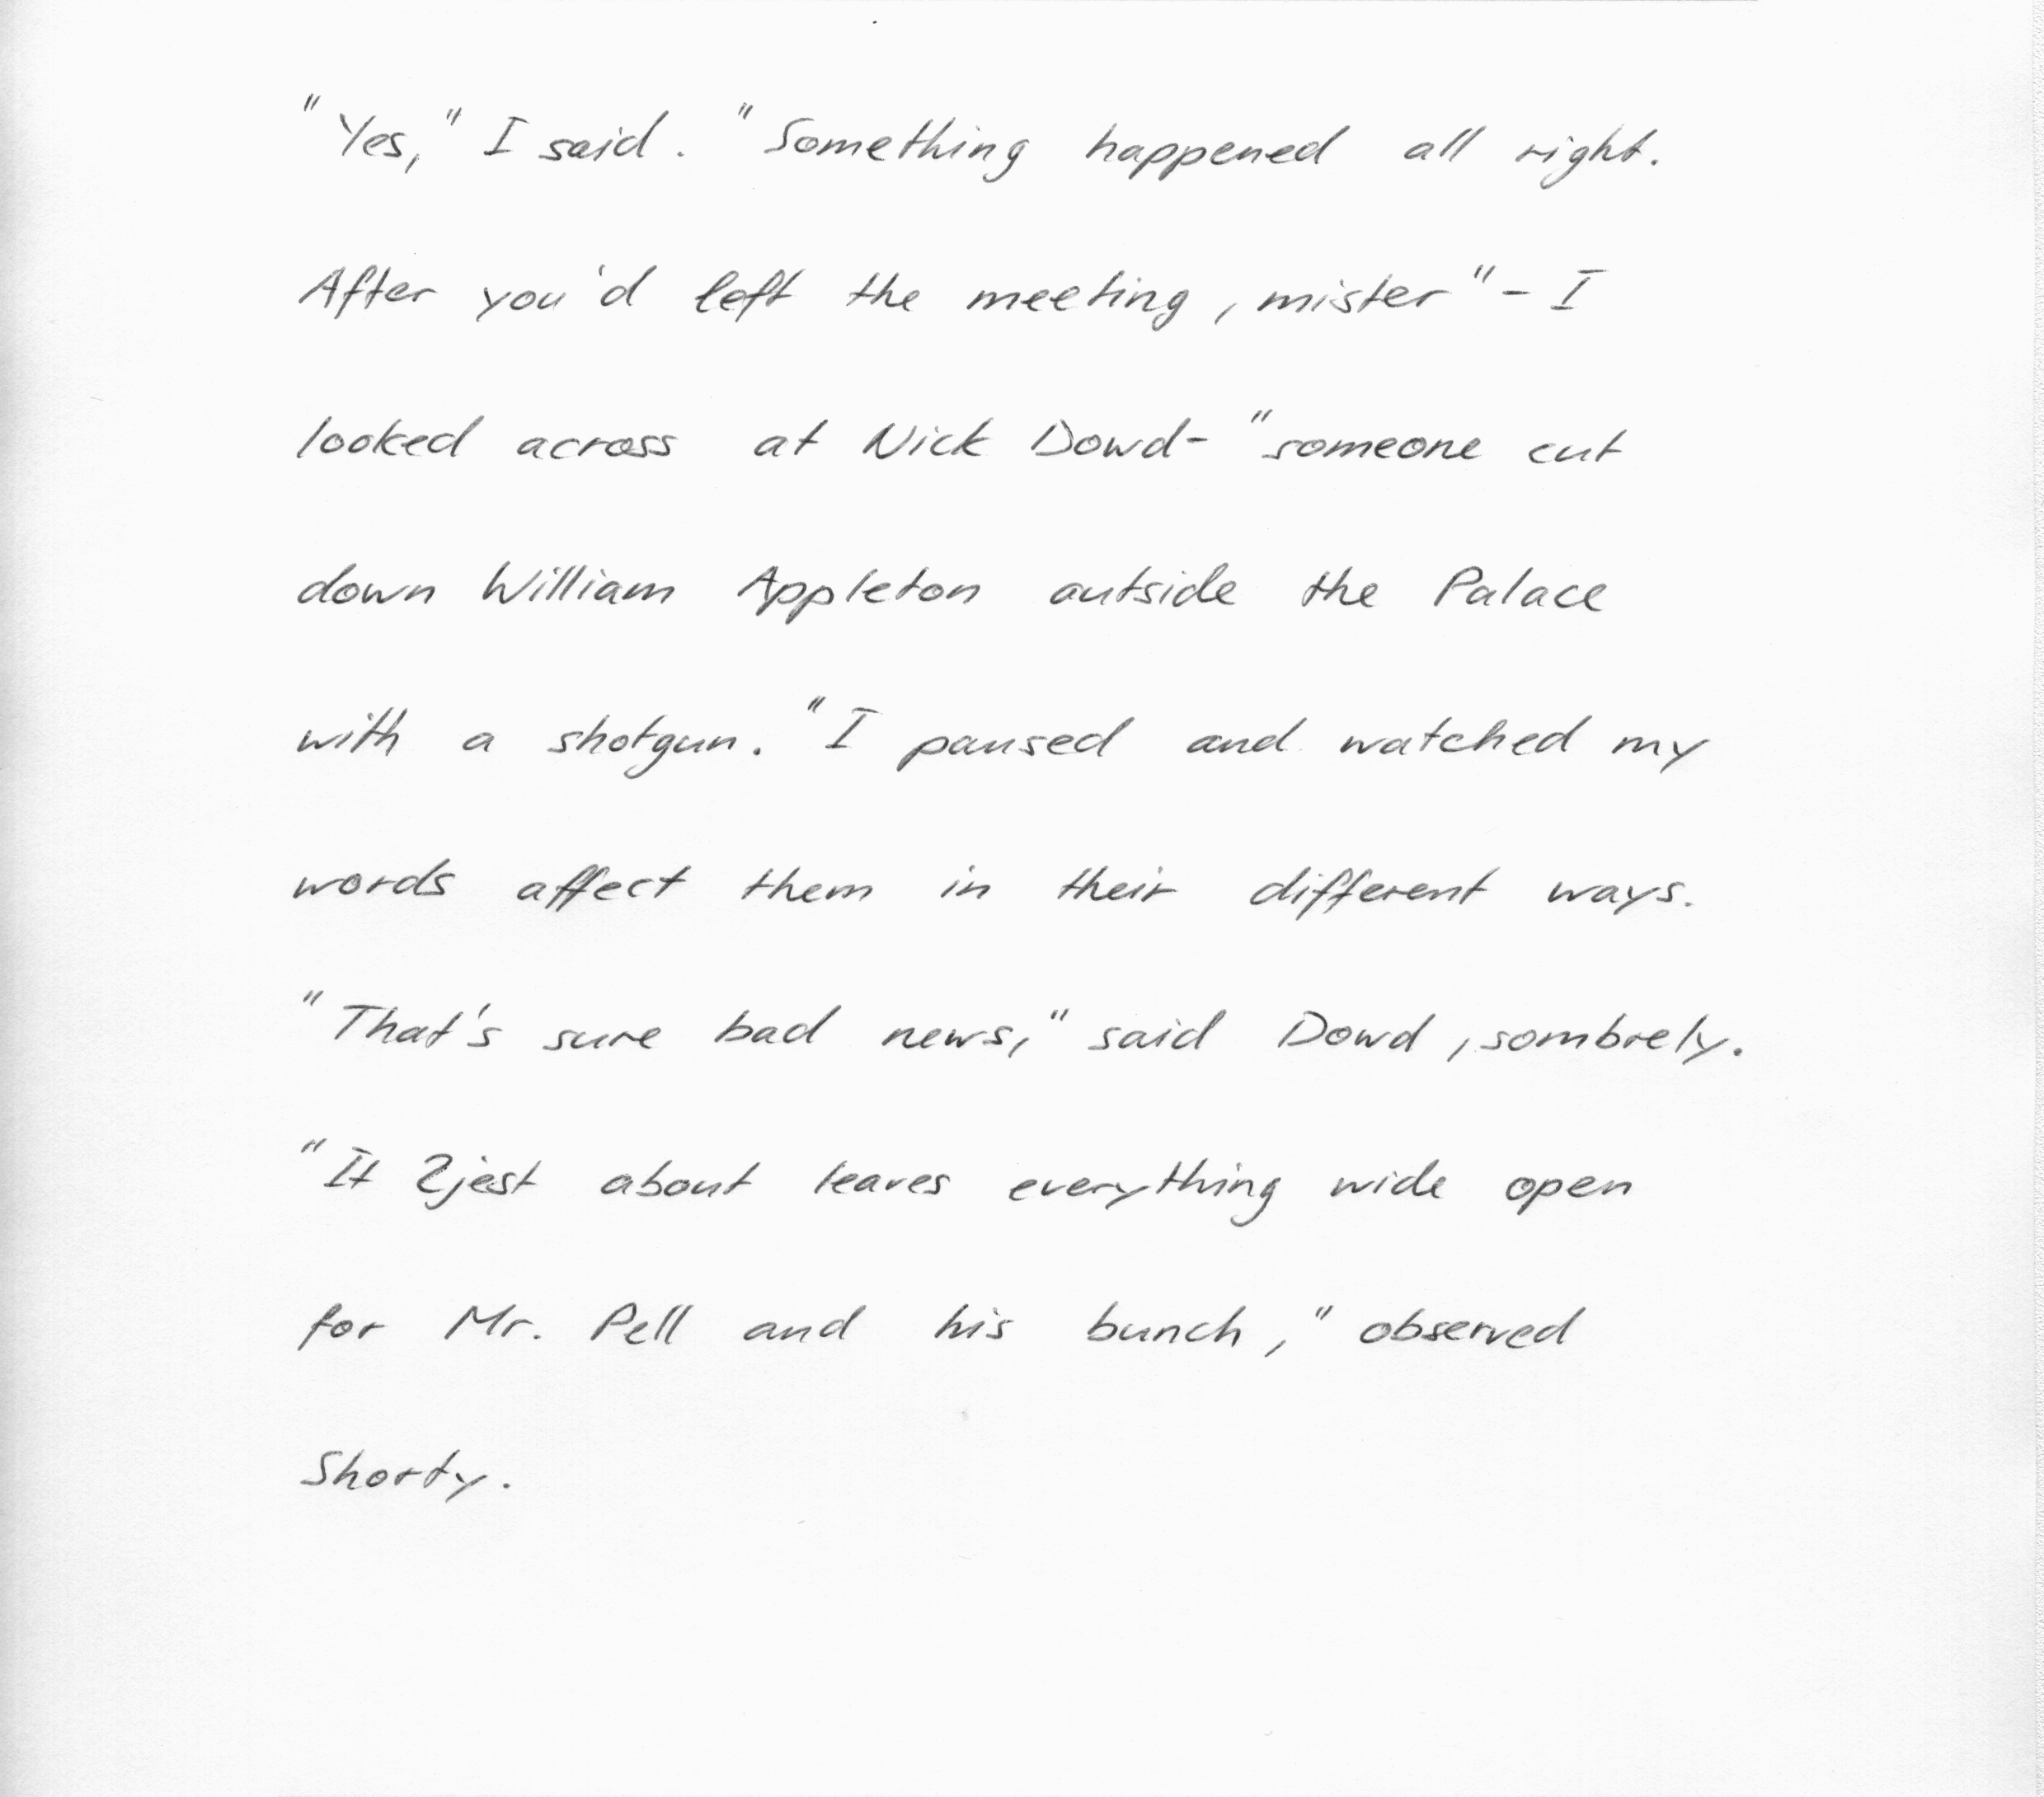 "Yes," I said. "Something happened all right.
After you'd left the meeting, mister" - I
looked across at Nick Dowd - "someone cut
down William Appleton outside the Palace
with a shotgun." I paused and watched my
words affect them in their different ways.
"That's sure bad news," said Dowd, sombrely.
"It 2jest about leaves everything wide open
for Mr. Pell and his bunch," observed
Shorty.